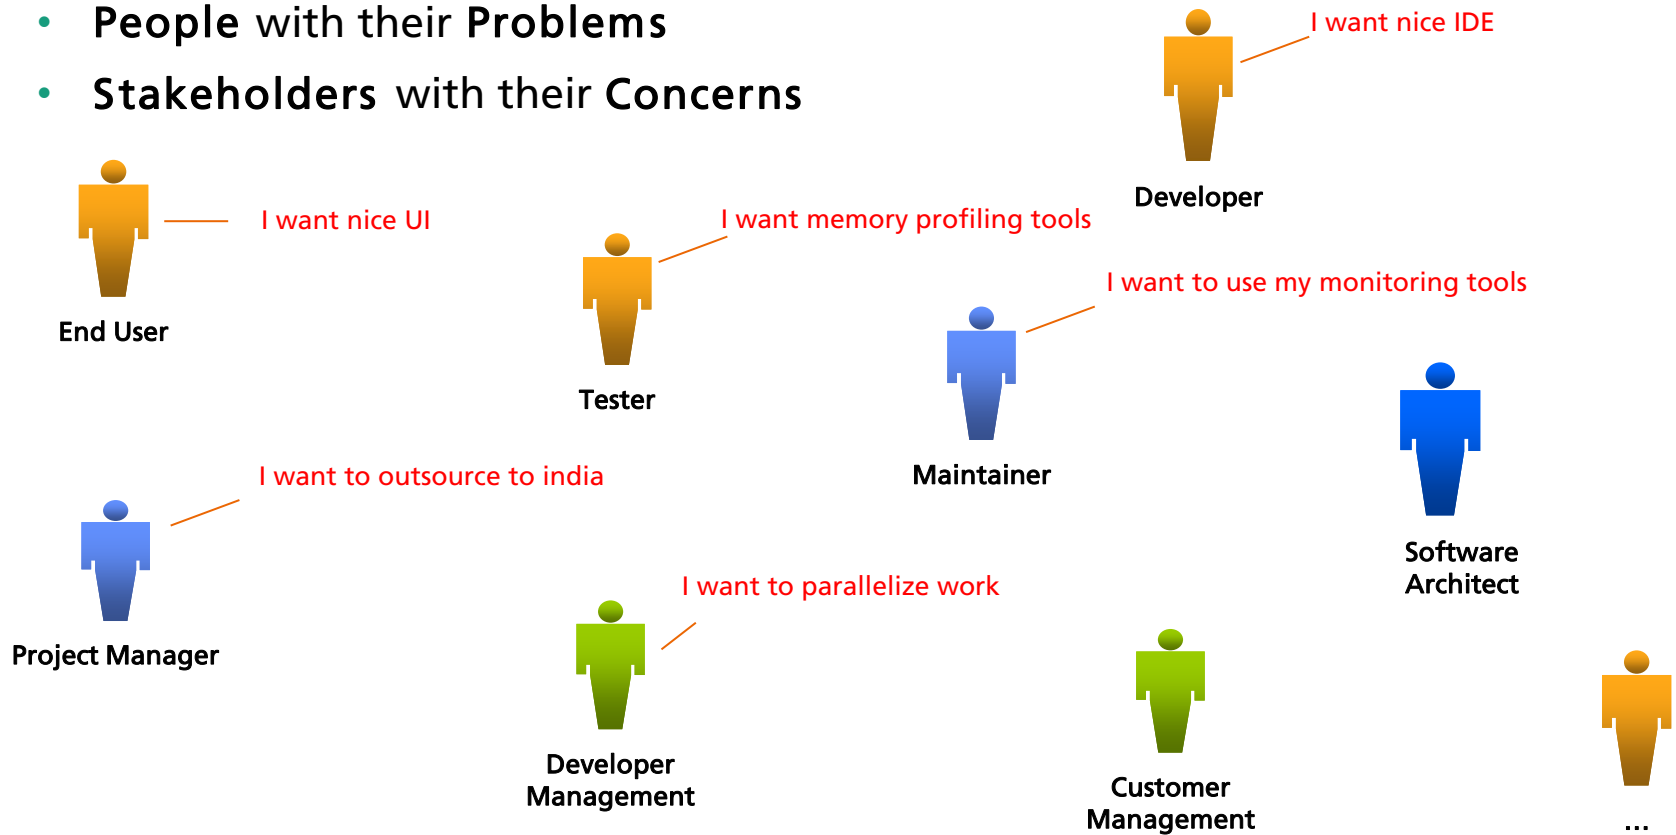 • People with their Problems
• Stakeholders with their Concerns
I want nice IDE
Developer
I want nice UI
End User
I want memory profiling tools
Tester
I want to use my monitoring tools
Maintainer
Software
Architect
I want to outsource to india
Project Manager
I want to parallelize work
Developer
Management
Customer
Management
...